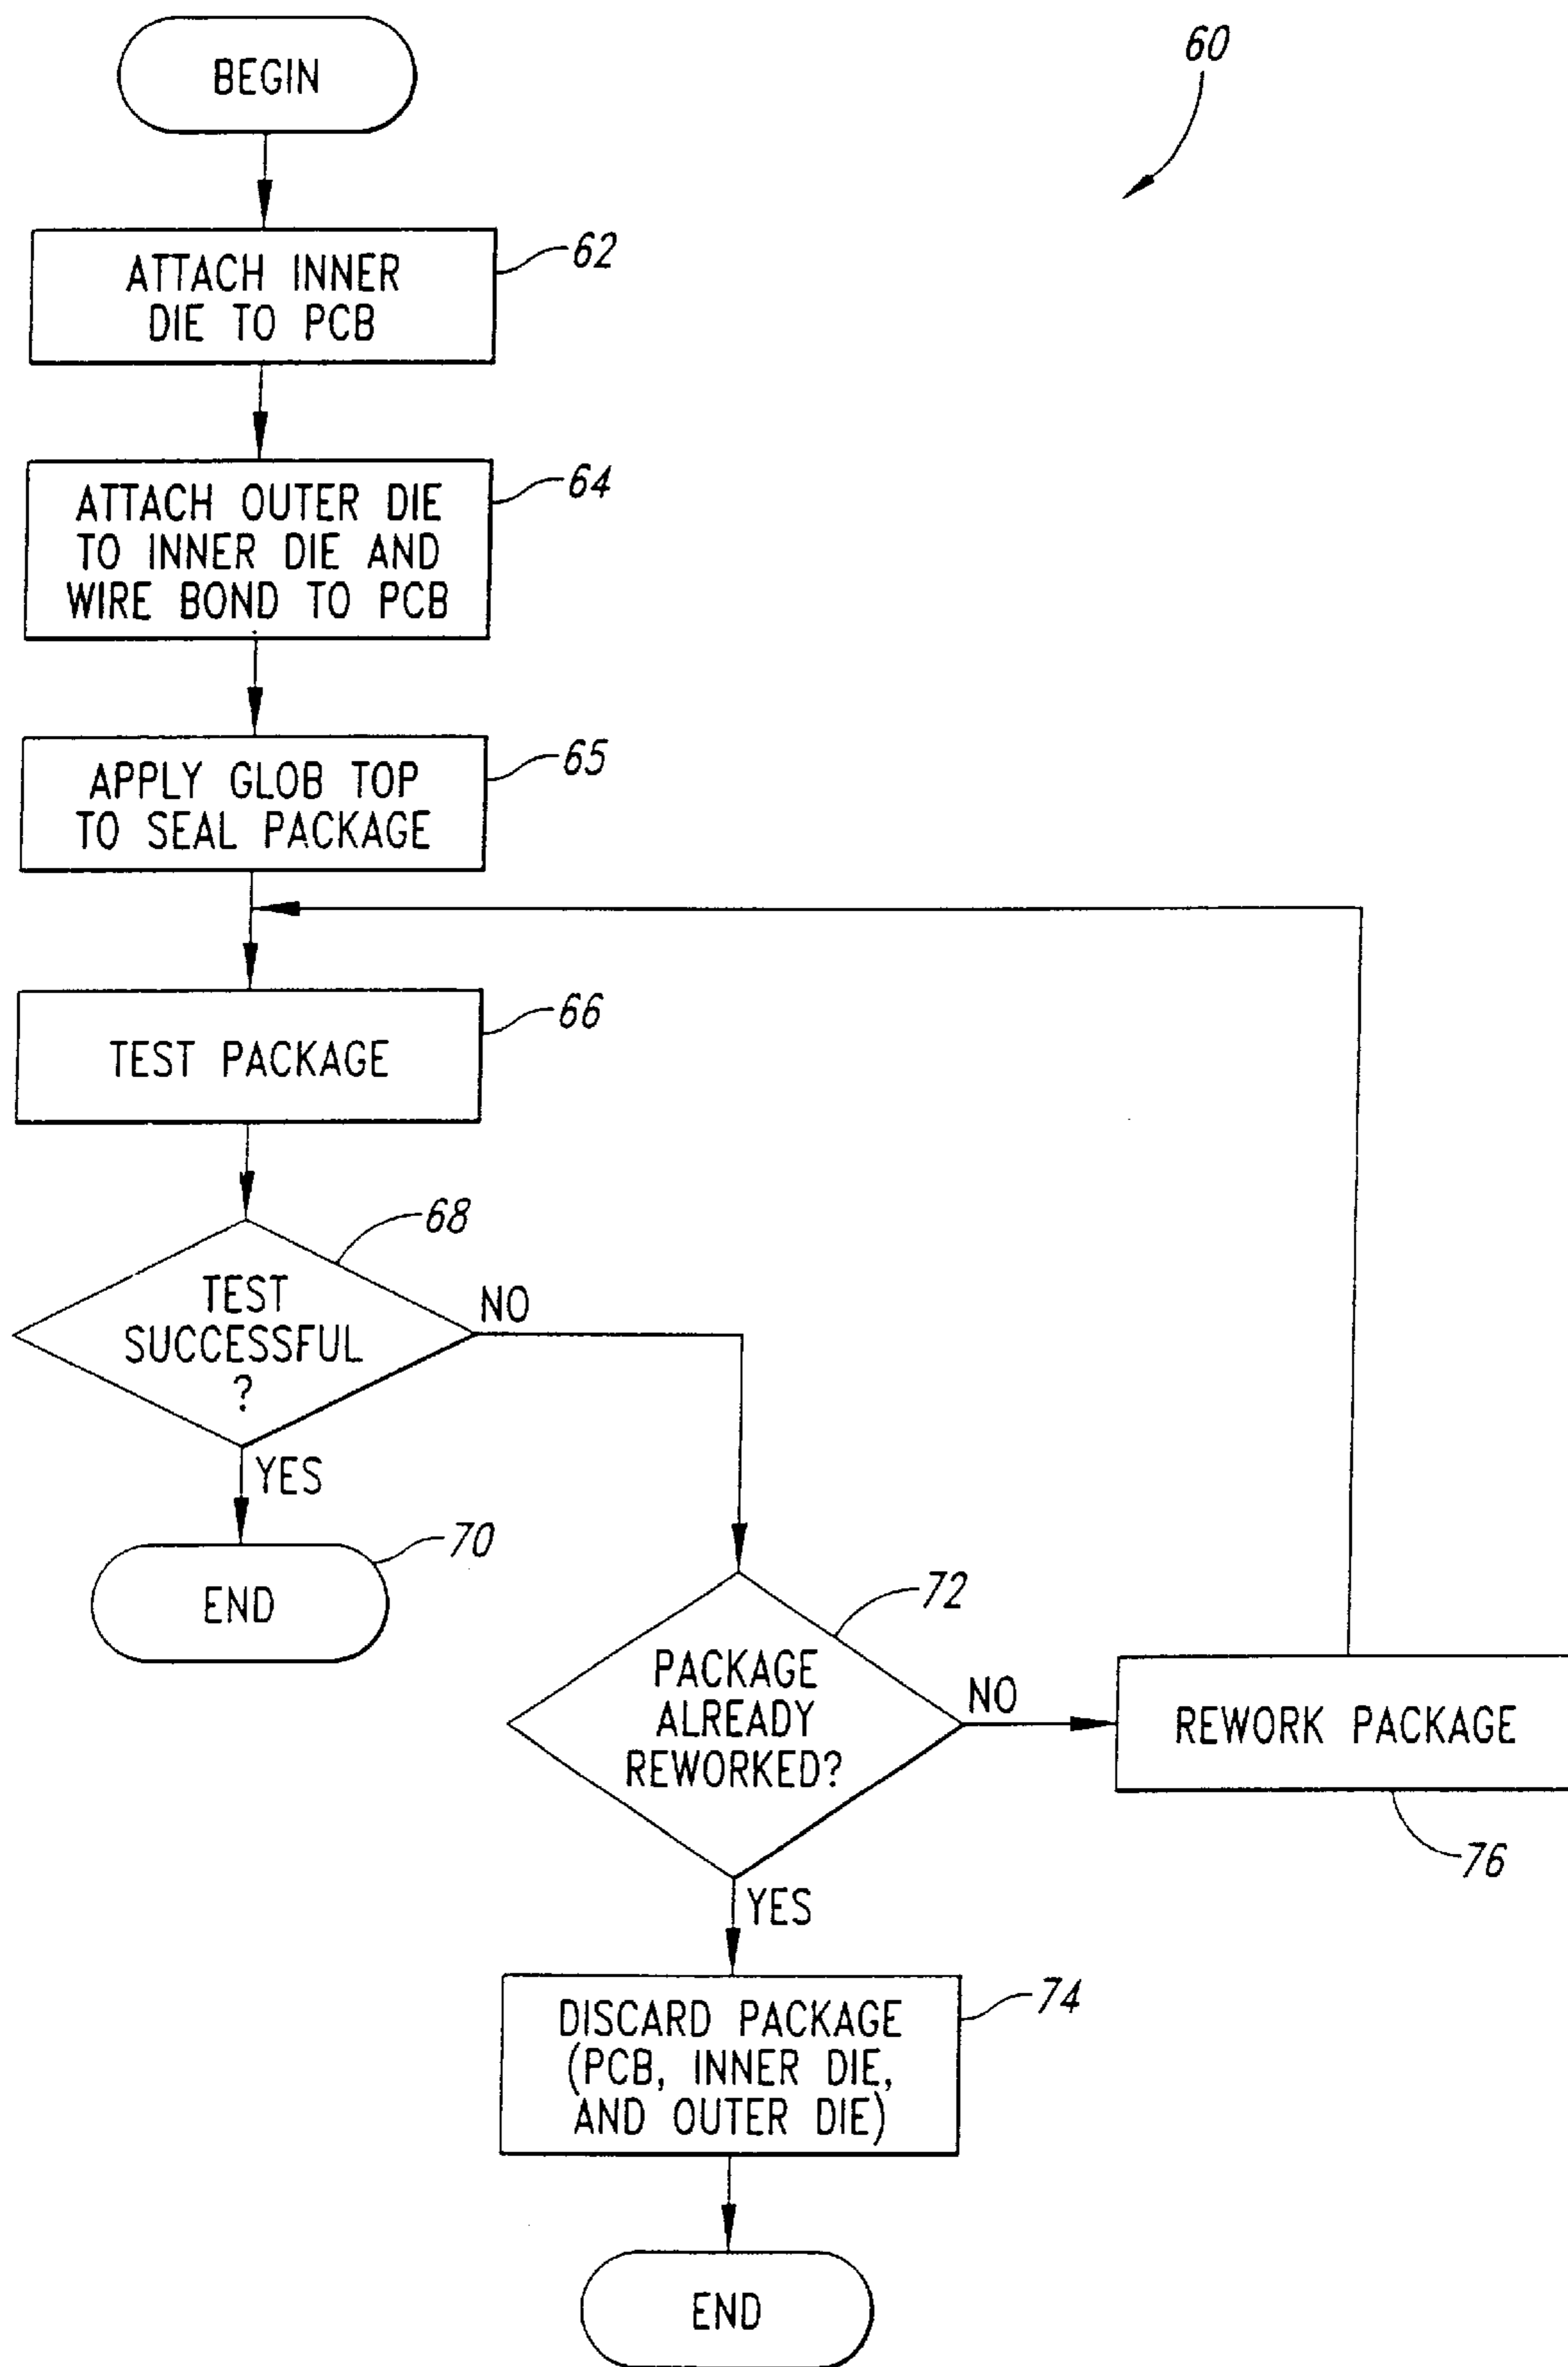 BEGIN
60
ATTACH INNER
DIE TO PCB
62
ATTACH OUTER DIE
TO INNER DIE AND
WIRE BOND TO PCB
64
APPLY GLOB TOP
TO SEAL PACKAGE
65
TEST PACKAGE
66
TEST
SUCCESSFUL
?
68
NO
YES
END
70
PACKAGE
ALREADY
REWORKED?
72
NO
REWORK PACKAGE
76
YES
DISCARD PACKAGE
(PCB, INNER DIE,
AND OUTER DIE)
74
END